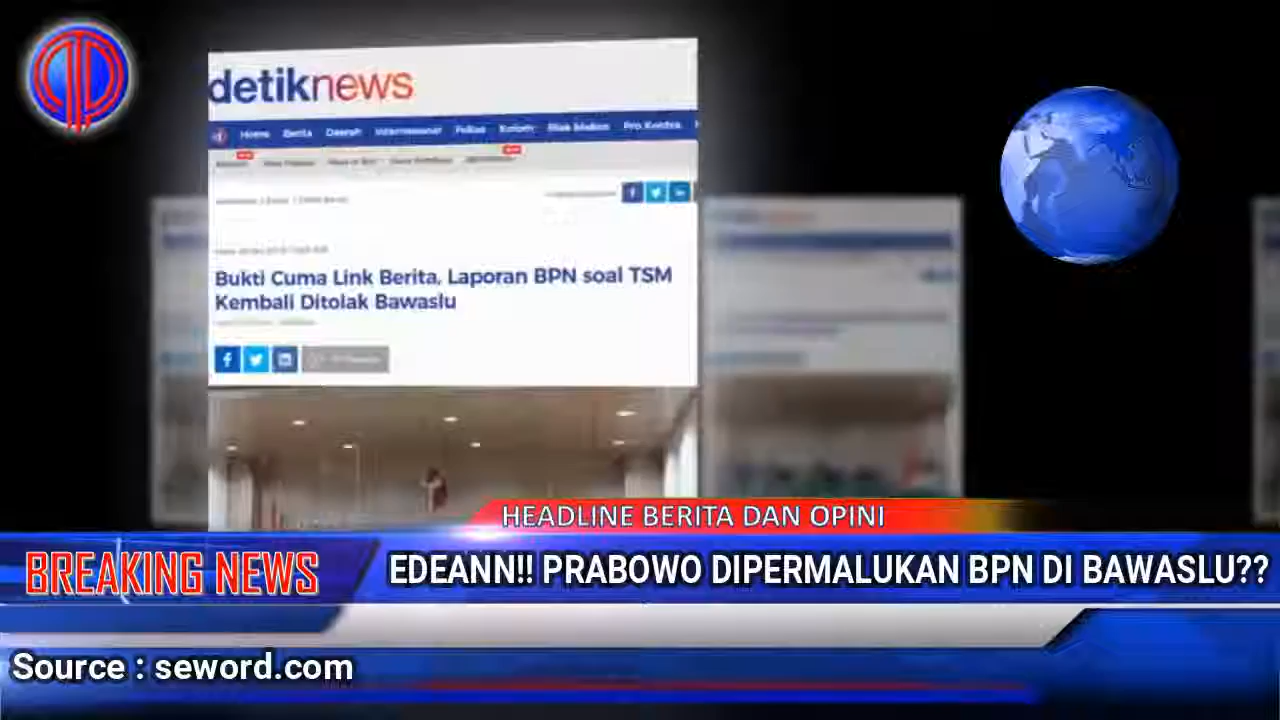 detiknews
Home Berita Daerah Internasional Fokus Kolom Blak blakan Pro Kontra
Bukti Cuma Link Berita, Laporan BPN soal TSM
Kembali Ditolak Bawaslu
HEADLINE BERITA DAN OPINI
BREAKING NEWS
EDEANN!! PRABOWO DIPERMALUKAN BPN DI BAWASLU??
Source : seword.com